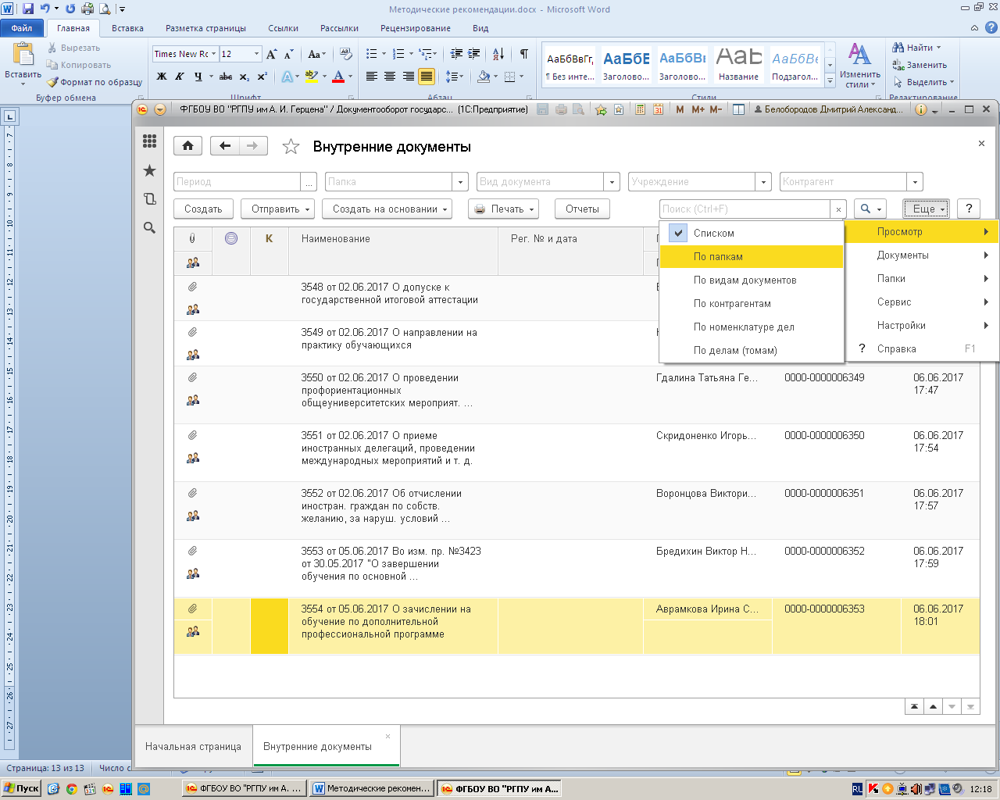 Методические рекомендации.docx - Microsoft Word
Файл Главная Вставка Разметка страницы Ссылки Рассылки Рецензирование Вид
Вставить
Вырезать
Копировать
Формат по образцу
Буфер обмена
Times New Rc 12
Ж К Ч abc x₂ x²
Aa
Шрифт
Абзац
АаБбВвГг, АаБбВ АаБбВв АаБ АаБбВв
¶ Без инте... Заголово... Заголово... Название Подзагол...
Изменить стили
Стили
Найти
Заменить
Выделить
Редактирование
ФГБОУ ВО "РГПУ им А. И. Герцена" / Документооборот государс... (1С:Предприятие)
M M+ M-
Белобородов Дмитрий Александ...
Внутренние документы
Период ... Папка Вид документа Учреждение Контрагент
Создать Отправить Создать на основании Печать Отчеты Поиск (Ctrl+F) × Еще ?
К Наименование Рег. № и дата
Списком
По папкам
По видам документов
По контрагентам
По номенклатуре дел
По делам (томам)
Просмотр
Документы
Папки
Сервис
Настройки
? Справка F1
3548 от 02.06.2017 О допуске к
государственной итоговой аттестации
3549 от 02.06.2017 О направлении на
практику обучающихся
3550 от 02.06.2017 О проведении Гдалина Татьяна Ге... 0000-0000006349 06.06.2017
профориентационных 17:47
общеуниверситетских мероприят. ...
3551 от 02.06.2017 О приеме Скридоненко Игорь... 0000-0000006350 06.06.2017
иностранных делегаций, проведении 17:54
международных мероприятий и т. д.
3552 от 02.06.2017 Об отчислении Воронцова Виктори... 0000-0000006351 06.06.2017
иностран. граждан по собств. 17:57
желанию, за наруш. условий ...
3553 от 05.06.2017 Во изм. пр. №3423 Бредихин Виктор Н... 0000-0000006352 06.06.2017
от 30.05.2017 "О завершении 17:59
обучения по основной ...
3554 от 05.06.2017 О зачислении на Аврамкова Ирина С... 0000-0000006353 06.06.2017
обучение по дополнительной 18:01
профессиональной программе
Начальная страница Внутренние документы
Страница: 13 из 13 Число с
Пуск ФГБОУ ВО "РГПУ им А. ... Методические рекомен... ФГБОУ ВО "РГПУ им А... RL 12:18